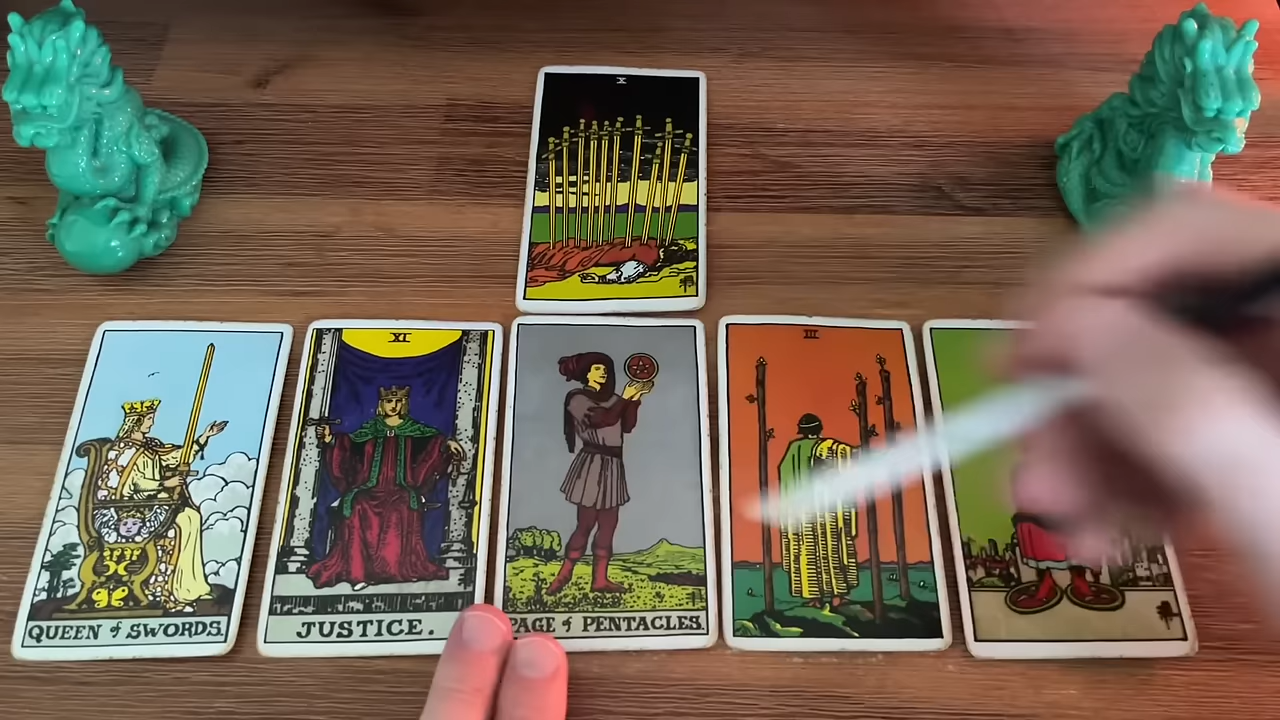 X
XI
III
QUEEN of SWORDS.
JUSTICE.
PAGE of PENTACLES.